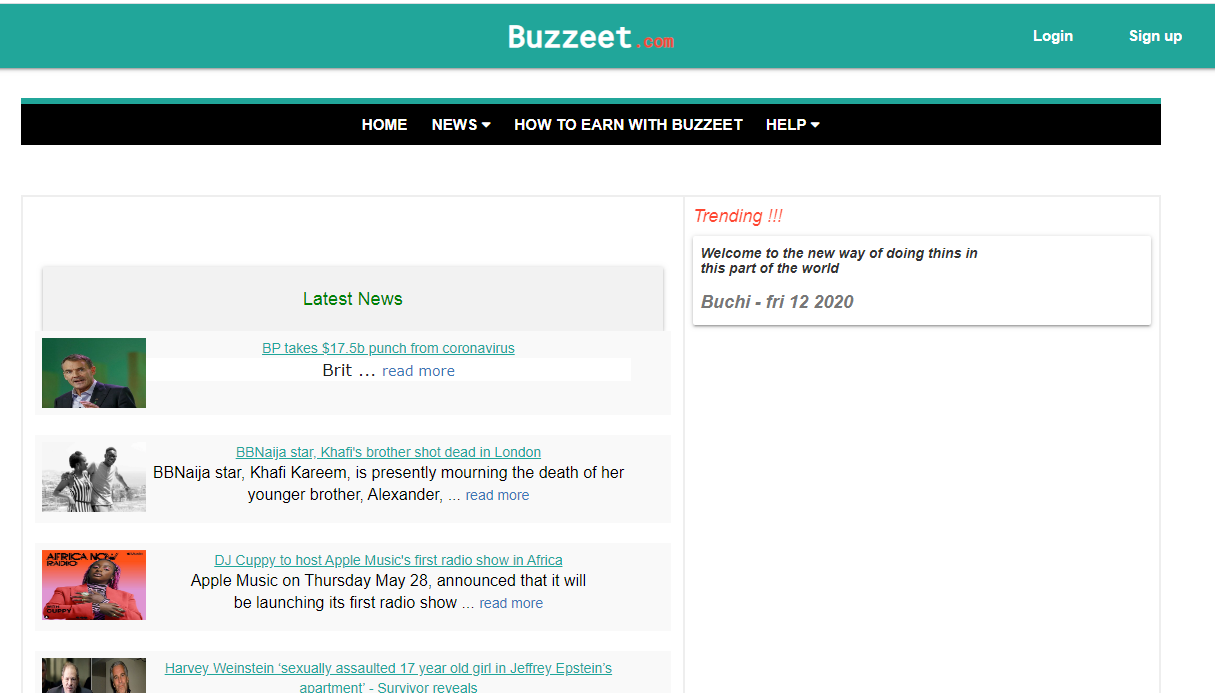 Buzzeet.com
Login
Sign up
HOME
NEWS
HOW TO EARN WITH BUZZEET
HELP
Latest News
BP takes $17.5b punch from coronavirus
Brit ... read more
BBNaija star, Khafi's brother shot dead in London
BBNaija star, Khafi Kareem, is presently mourning the death of her
younger brother, Alexander, ... read more
AFRICA NOW
RADIO
WITH
CUPPY
DJ Cuppy to host Apple Music's first radio show in Africa
Apple Music on Thursday May 28, announced that it will
be launching its first radio show ... read more
Harvey Weinstein ‘sexually assaulted 17 year old girl in Jeffrey Epstein’s
apartment’ - Survivor reveals
Trending !!!
Welcome to the new way of doing thins in
this part of the world
Buchi - fri 12 2020